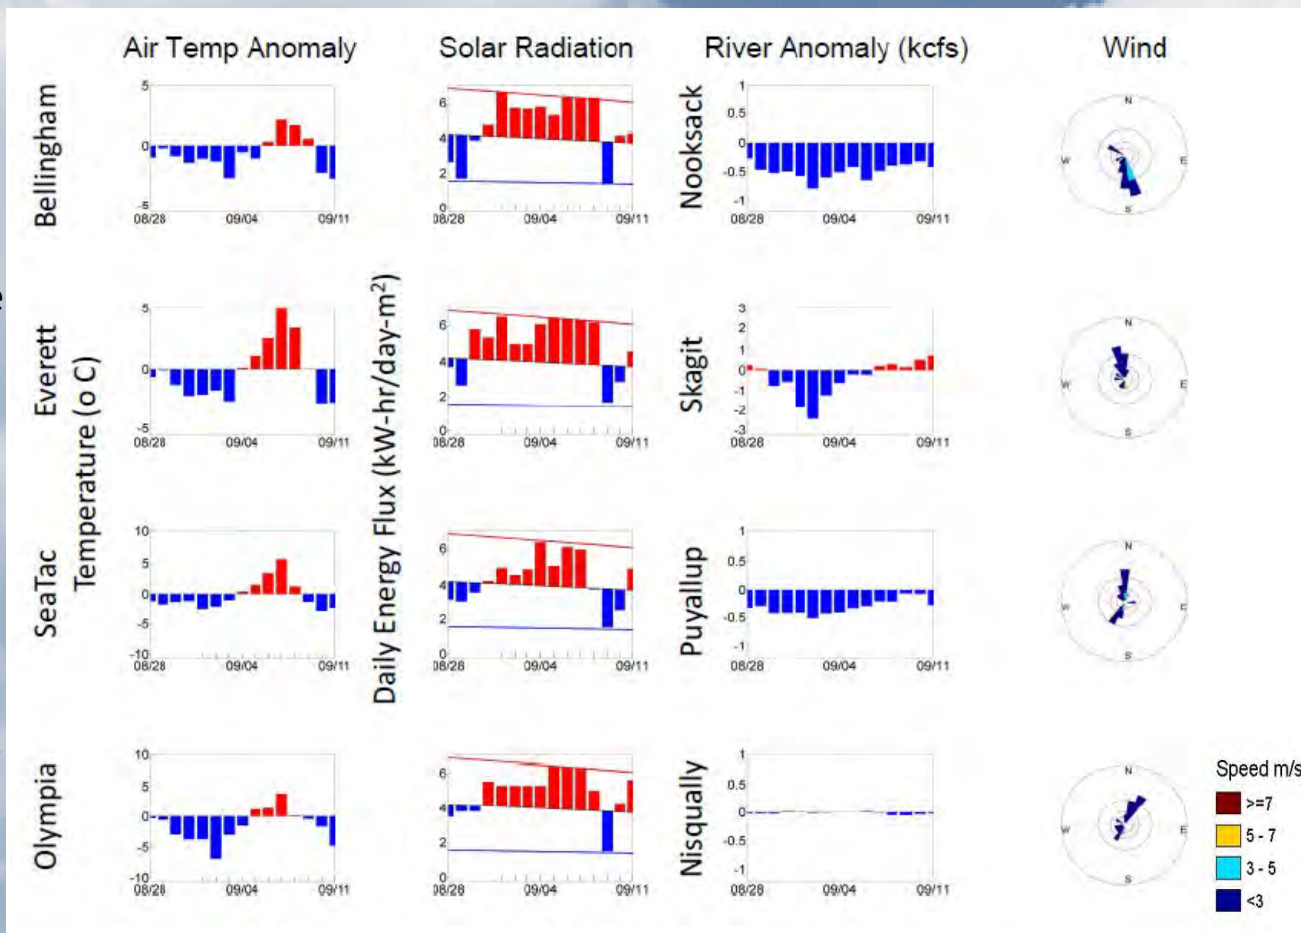 Air Temp Anomaly Solar Radiation River Anomaly (kcfs) Wind
Bellingham
5
0
-5
08/28 09/04 09/11
6
4
2
0
08/28 09/04 09/11
Nooksack
1
0.5
0
-0.5
-1
08/28 09/04 09/11
N
W E
S
Temperature (o C)
Daily Energy Flux (kW-hr/day-m²)
Everett
5
0
-5
08/28 09/04 09/11
6
4
2
0
08/28 09/04 09/11
Skagit
3
2
1
0
-1
-2
-3
08/28 09/04 09/11
N
W E
S
SeaTac
10
5
0
-5
-10
08/28 09/04 09/11
6
4
2
0
08/28 09/04 09/11
Puyallup
1
0.5
0
-0.5
-1
08/28 09/04 09/11
N
W E
S
Olympia
10
5
0
-5
-10
08/28 09/04 09/11
6
4
2
0
08/28 09/04 09/11
Nisqually
1
0.5
0
-0.5
-1
08/28 09/04 09/11
N
W E
S
Speed m/s
>=7
5 - 7
3 - 5
<3